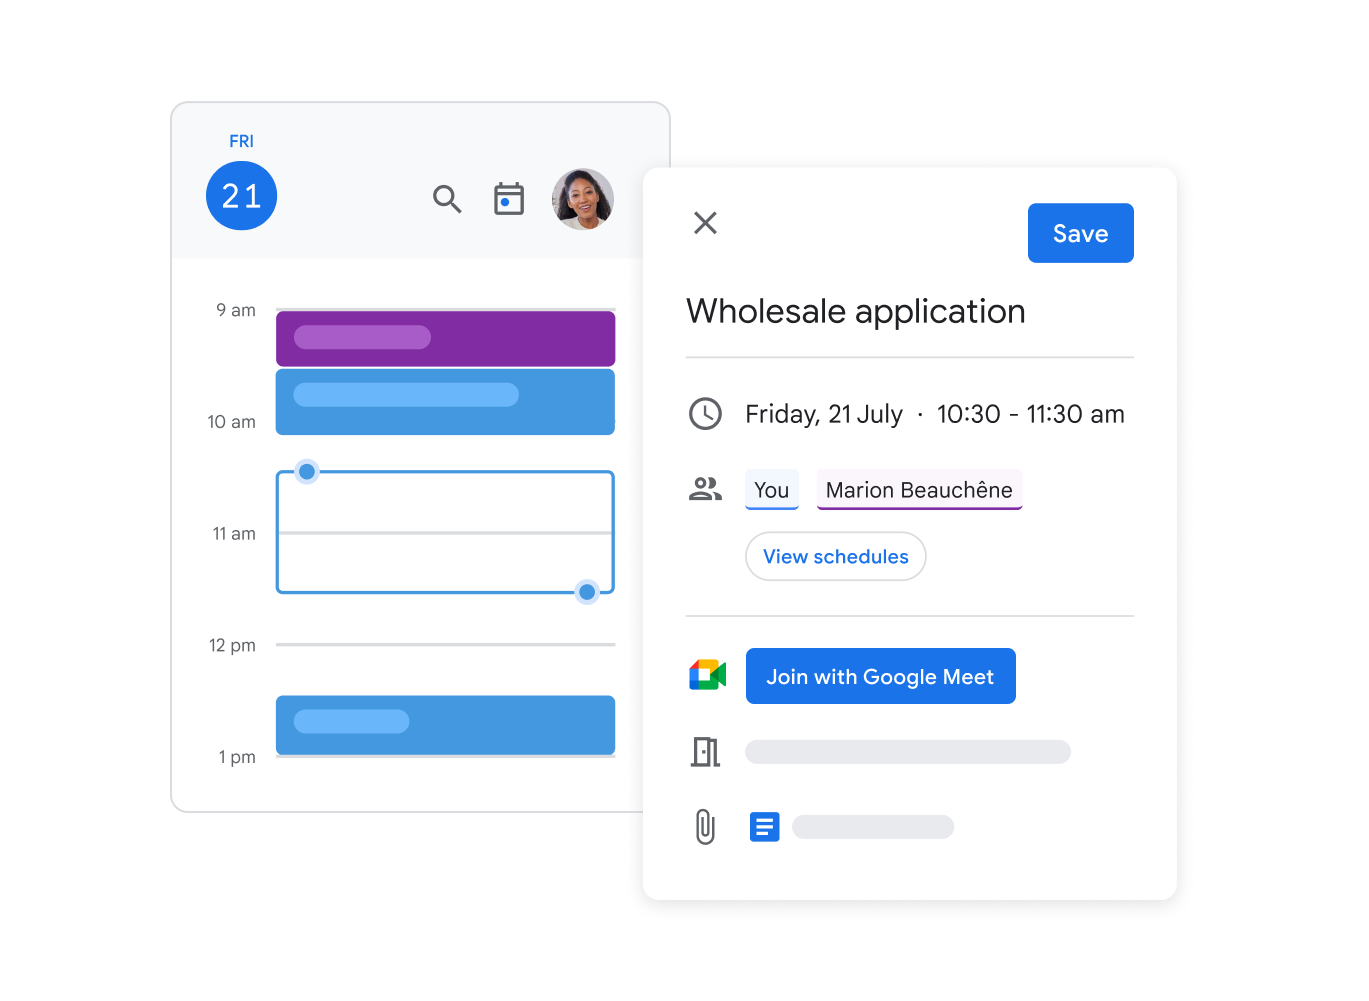 FRI
21
9 am
10 am
11 am
12 pm
1 pm
Save
Wholesale application
Friday, 21 July · 10:30 - 11:30 am
You Marion Beauchêne
View schedules
Join with Google Meet